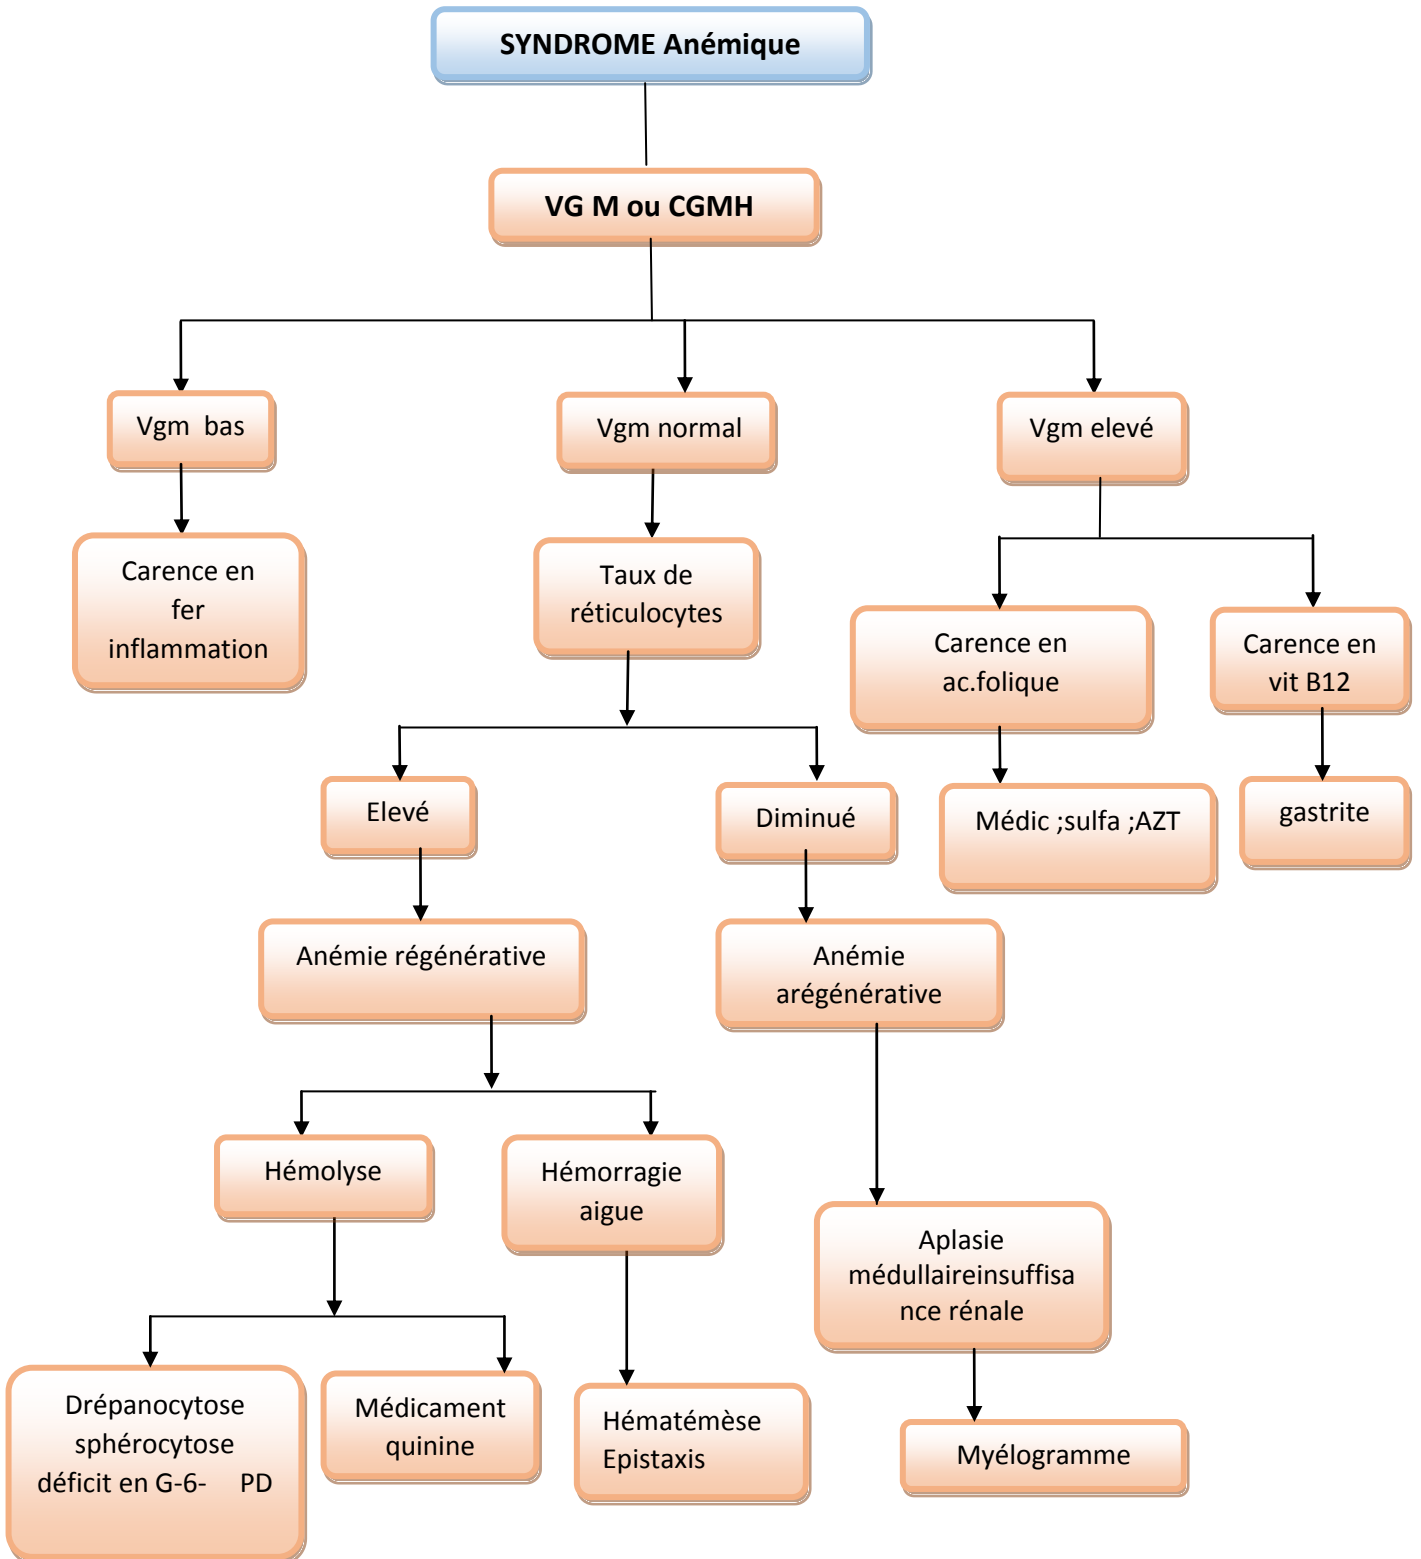 SYNDROME Anémique
VG M ou CGMH
Vgm bas
Vgm normal
Vgm elevé
Carence en
fer
inflammation
Taux de
réticulocytes
Carence en
ac.folique
Carence en
vit B12
Elevé
Diminué
Médic ;sulfa ;AZT
gastrite
Anémie régénérative
Anémie
arégénérative
Hémolyse
Hémorragie
aigue
Aplasie
médullaireinsuffisa
nce rénale
Drépanocytose
sphérocytose
déficit en G-6- PD
Médicament
quinine
Hématémèse
Epistaxis
Myélogramme